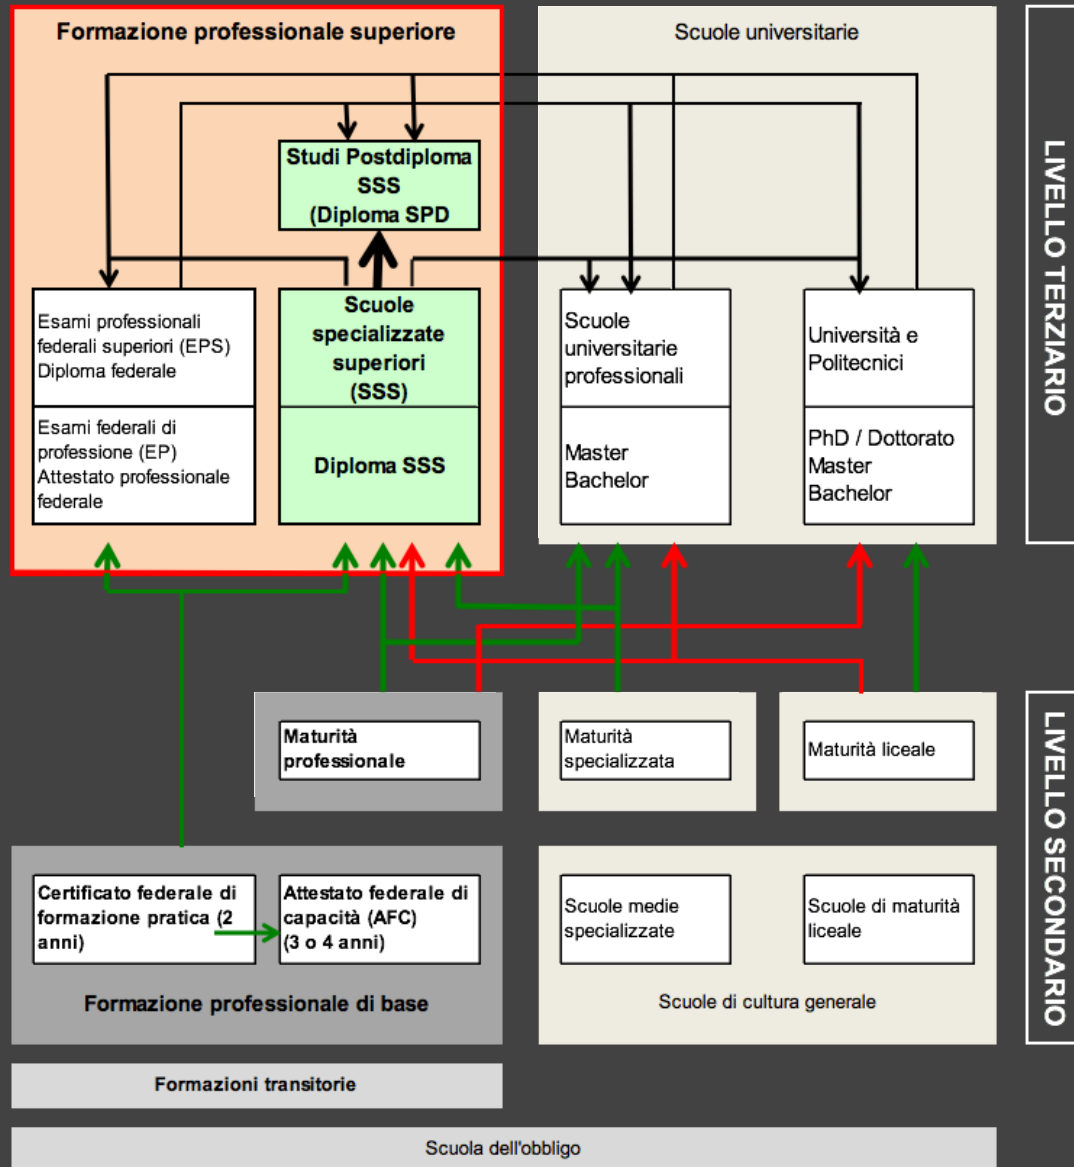 Formazione professionale superiore
Scuole universitarie
Studi Postdiploma
SSS
(Diploma SPD
Esami professionali
federali superiori (EPS)
Diploma federale
Scuole
specializzate
superiori
(SSS)
Scuole
universitarie
professionali
Università e
Politecnici
Esami federali di
professione (EP)
Attestato professionale
federale
Diploma SSS
Master
Bachelor
PhD / Dottorato
Master
Bachelor
LIVELLO TERZIARIO
Maturità
professionale
Maturità
specializzata
Maturità liceale
Certificato federale di
formazione pratica (2
anni)
Attestato federale di
capacità (AFC)
(3 o 4 anni)
Scuole medie
specializzate
Scuole di maturità
liceale
Formazione professionale di base
Scuole di cultura generale
LIVELLO SECONDARIO
Formazioni transitorie
Scuola dell'obbligo